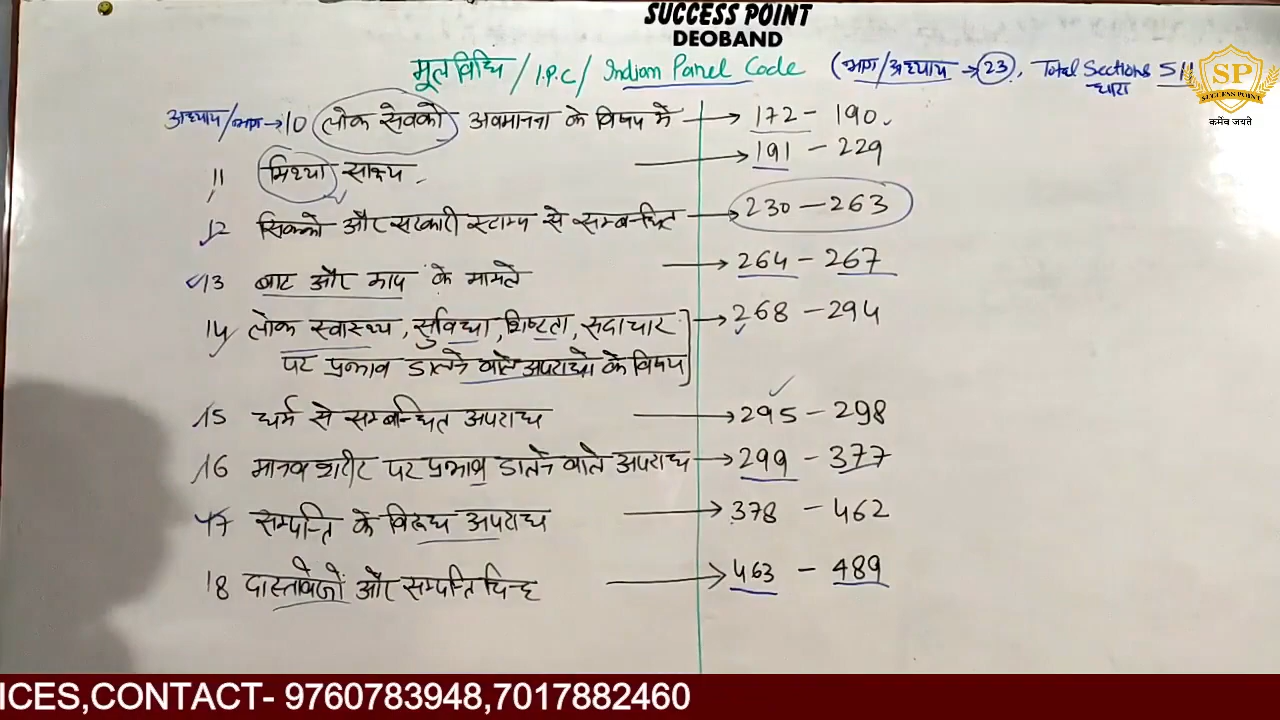 SUCCESS POINT
DEOBAND
मूल विधि / I.P.C / Indian Panel Code (भाग/अध्याय → 23). Total Sections 511
धारा
SP
SUCCESS POINT
कर्मेव जयते
अध्याय/भाग → 10 लोक सेवको अवमानना के विषय में → 172 - 190.
11 मिथ्या साक्ष्य → 191 - 229
12 सिक्को और सरकारी स्टाम्प से सम्बन्धित → 230 - 263
13 बाट और माप के मामले → 264 - 267
14 लोक स्वास्थ्य, सुविधा, शिष्टता, सदाचार → 268 - 294
पर प्रभाव डालने वाले अपराधो के विषय
15 धर्म से सम्बन्धित अपराध → 295 - 298
16 मानव शरीर पर प्रभाव डालने वाले अपराध → 299 - 377
17 सम्पत्ति के विरूध अपराध → 378 - 462
18 दास्तावेजों और सम्पत्ति चिन्ह → 463 - 489
ICES,CONTACT- 9760783948,7017882460